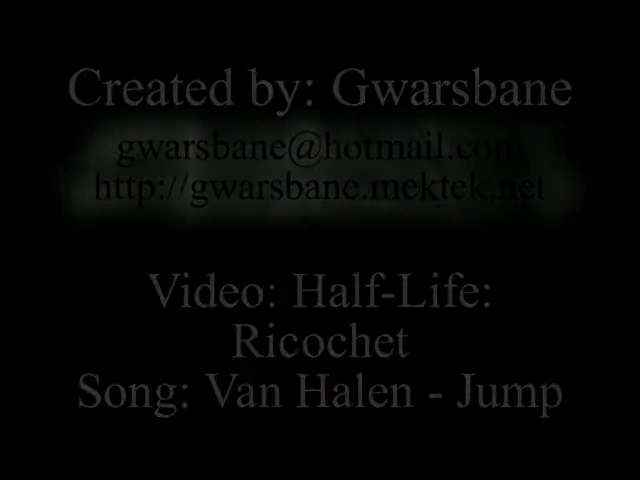 Created by: Gwarsbane
gwarsbane@hotmail.com
http://gwarsbane.mektek.net
Video: Half-Life:
Ricochet
Song: Van Halen - Jump